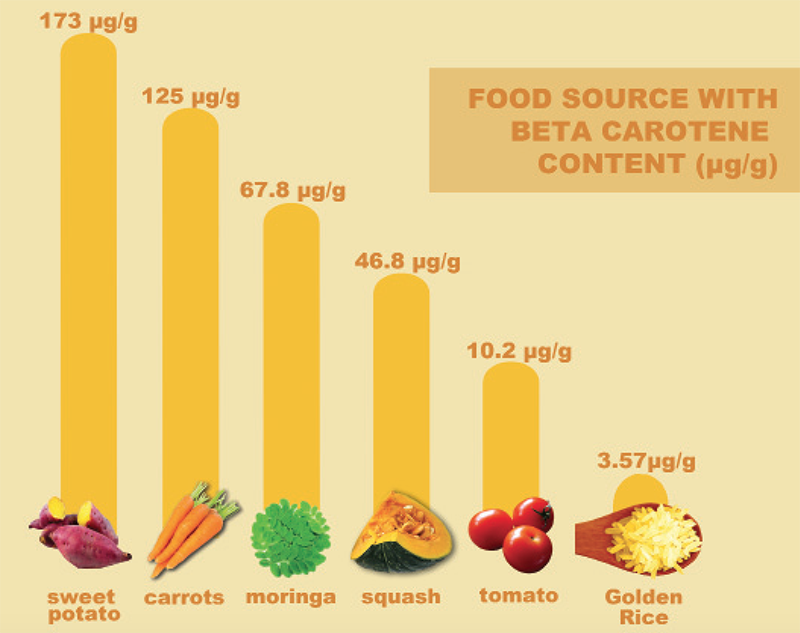 173 µg/g
125 µg/g
67.8 µg/g
46.8 µg/g
10.2 µg/g
3.57µg/g
FOOD SOURCE WITH
BETA CAROTENE
CONTENT (µg/g)
sweet
potato
carrots
moringa
squash
tomato
Golden
Rice